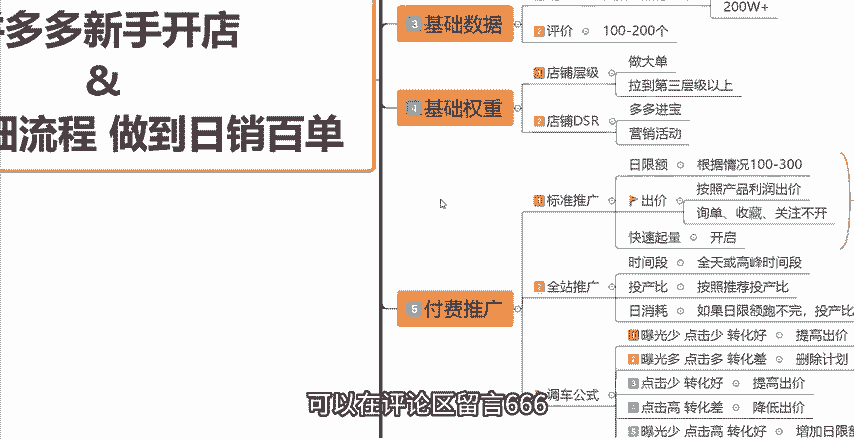 多多新手开店
&
流程 做到日销百单
3 基础数据
200W+
2 评价
100-200个
4 基础权重
1 店铺层级
做大单
拉到第三层级以上
2 店铺DSR
多多进宝
营销活动
5 付费推广
1 标准推广
日限额
根据情况100-300
出价
按照产品利润出价
询单、收藏、关注不开
快速起量
开启
2 全站推广
时间段
全天或高峰时间段
投产比
按照推荐投产比
日消耗
如果日限额跑不完，投产比
调车公式
1 曝光少 点击少 转化好
提高出价
2 曝光多 点击多 转化差
删除计划
3 点击少 转化好
提高出价
4 点击高 转化差
降低出价
5 曝光少 点击高 转化好
增加日限
可以在评论区留言666